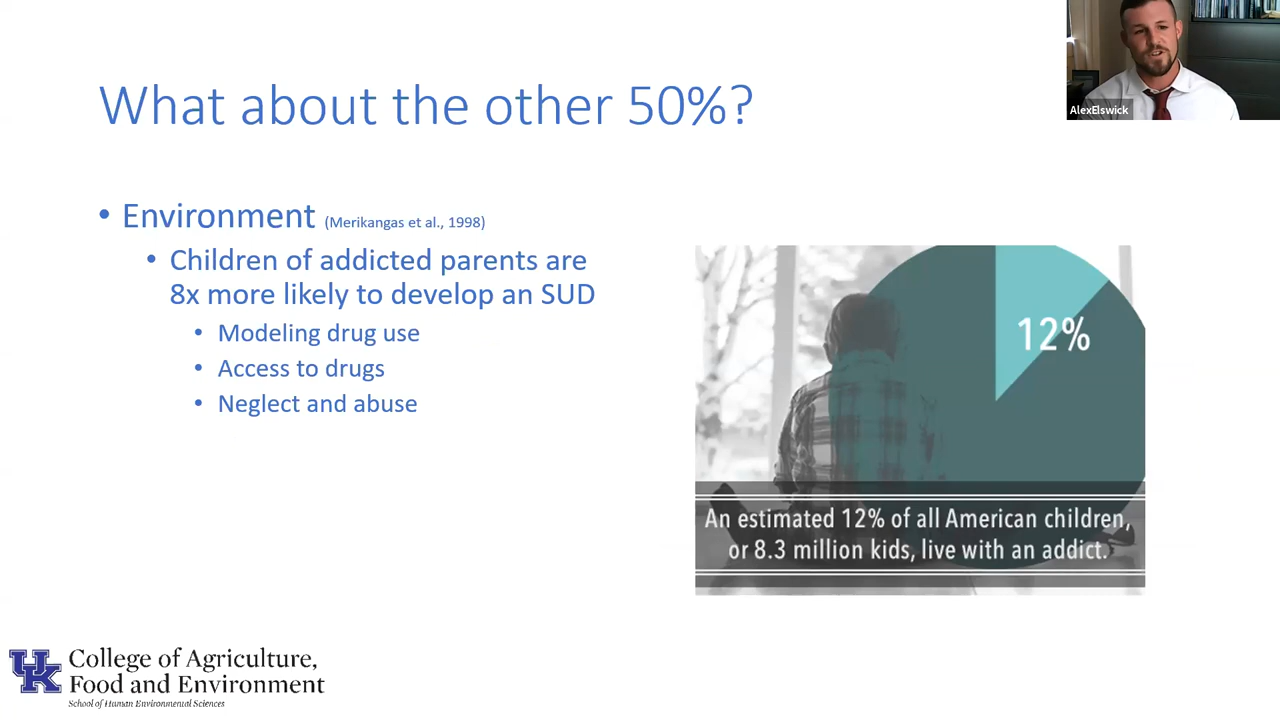 AlexElswick
What about the other 50%?
• Environment (Merikangas et al., 1998)
• Children of addicted parents are
8x more likely to develop an SUD
• Modeling drug use
• Access to drugs
• Neglect and abuse
12%
An estimated 12% of all American children,
or 8.3 million kids, live with an addict.
UK
College of Agriculture,
Food and Environment
School of Human Environmental Sciences